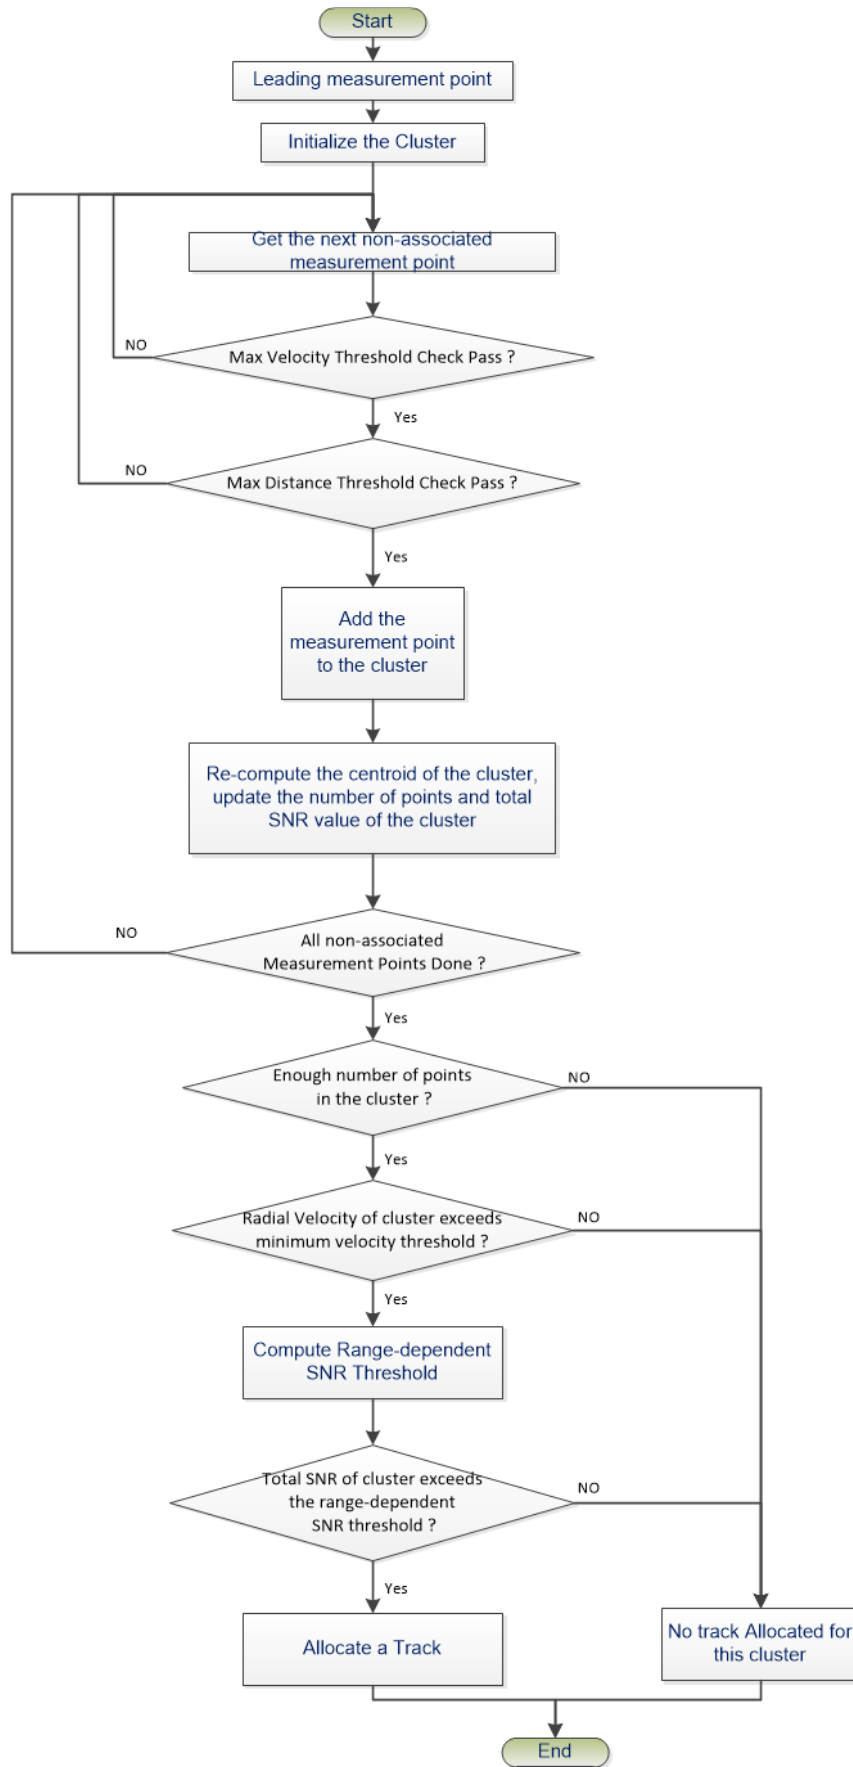 Start
Leading measurement point
Initialize the Cluster
Get the next non-associated
measurement point
NO
Max Velocity Threshold Check Pass ?
Yes
NO
Max Distance Threshold Check Pass ?
Yes
Add the
measurement point
to the cluster
Re-compute the centroid of the cluster,
update the number of points and total
SNR value of the cluster
NO
All non-associated
Measurement Points Done ?
Yes
Enough number of points
in the cluster ?
NO
Yes
Radial Velocity of cluster exceeds
minimum velocity threshold ?
NO
Yes
Compute Range-dependent
SNR Threshold
Total SNR of cluster exceeds
the range-dependent
SNR threshold ?
NO
Yes
Allocate a Track
No track Allocated for
this cluster
End